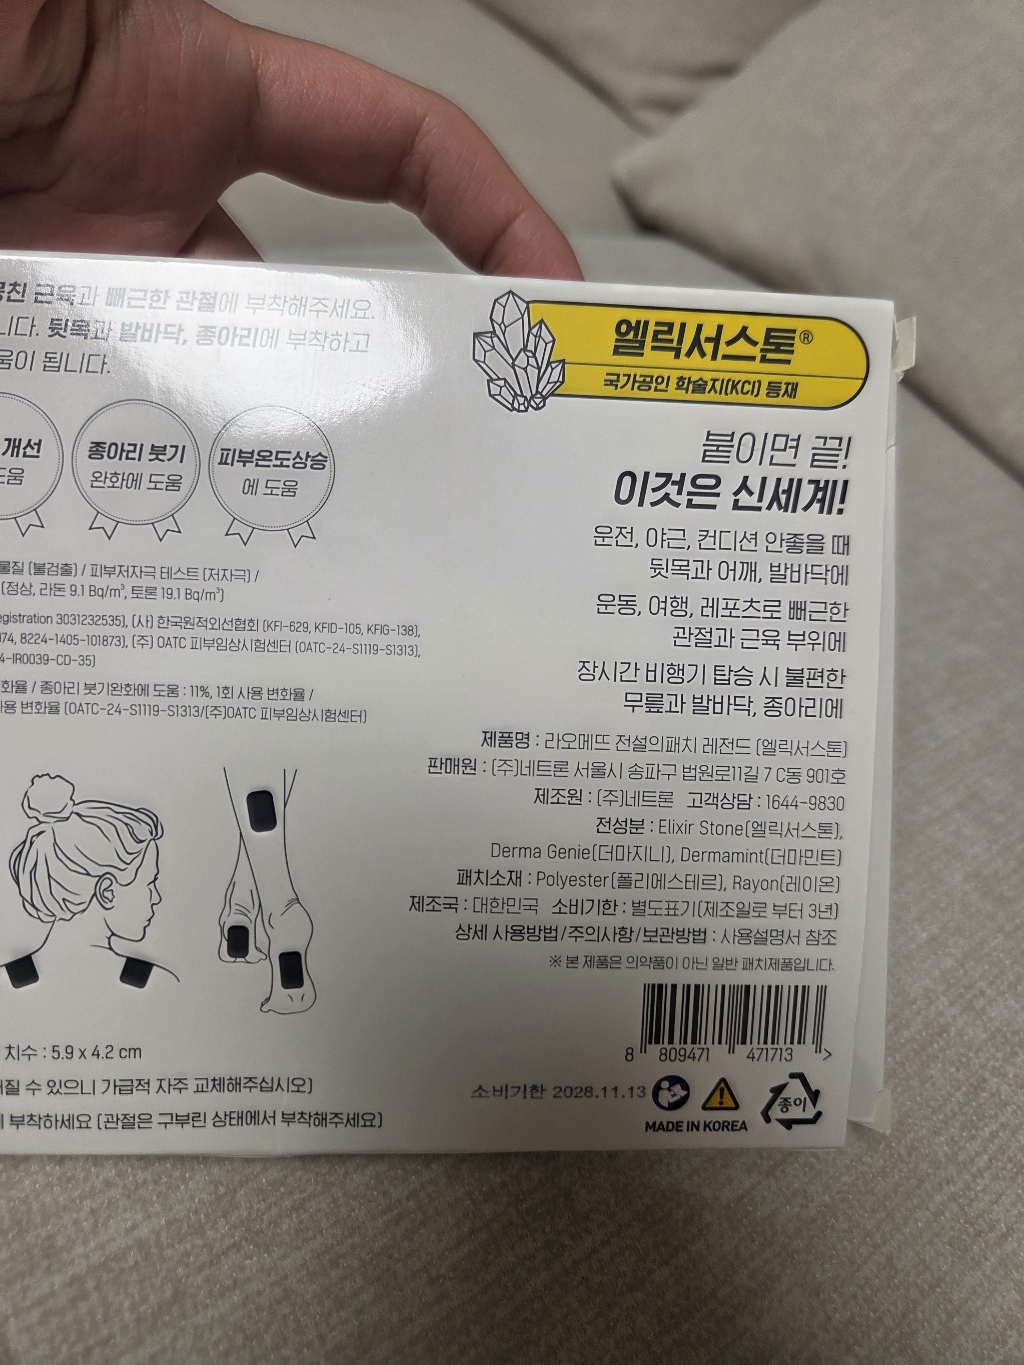 친 근육과 뻐근한 관절에 부착해주세요.
니다. 뒷목과 발바닥, 종아리에 부착하고
움이 됩니다.
개선
도움
종아리 붓기
완화에 도움
피부온도상승
에 도움
물질 (불검출) / 피부저자극 테스트 (저자극) /
(정상, 라돈 9.1 Bq/m³, 토론 19.1 Bq/m³)
egistration 3031232535), (사) 한국원적외선협회 (KFI-629, KFID-105, KFIG-138),
74, 8224-1405-101873), (주) OATC 피부임상시험센터 (OATC-24-S1119-S1313),
4-IR0039-CD-35)
화율 / 종아리 붓기완화에 도움 : 11%, 1회 사용 변화율 /
사용 변화율 (OATC-24-S1119-S1313/(주)OATC 피부임상시험센터)
치수 : 5.9 x 4.2 cm
질 수 있으니 가급적 자주 교체해주십시오)
부착하세요 (관절은 구부린 상태에서 부착해주세요)
엘릭서스톤®
국가공인 학술지(KCI) 등재
붙이면 끝!
이것은 신세계!
운전, 야근, 컨디션 안좋을 때
뒷목과 어깨, 발바닥에
운동, 여행, 레포츠로 뻐근한
관절과 근육 부위에
장시간 비행기 탑승 시 불편한
무릎과 발바닥, 종아리에
제품명 : 라오메뜨 전설의패치 레전드 (엘릭서스톤)
판매원 : (주)네트론 서울시 송파구 법원로11길 7 C동 901호
제조원 : (주)네트론 고객상담 : 1644-9830
전성분 : Elixir Stone(엘릭서스톤),
Derma Genie(더마지니), Dermamint(더마민트)
패치소재 : Polyester(폴리에스테르), Rayon(레이온)
제조국 : 대한민국 소비기한 : 별도표기(제조일로 부터 3년)
상세 사용방법/주의사항/보관방법 : 사용설명서 참조
※ 본 제품은 의약품이 아닌 일반 패치제품입니다.
8 809471 471713 >
소비기한 2028.11.13
MADE IN KOREA
종이